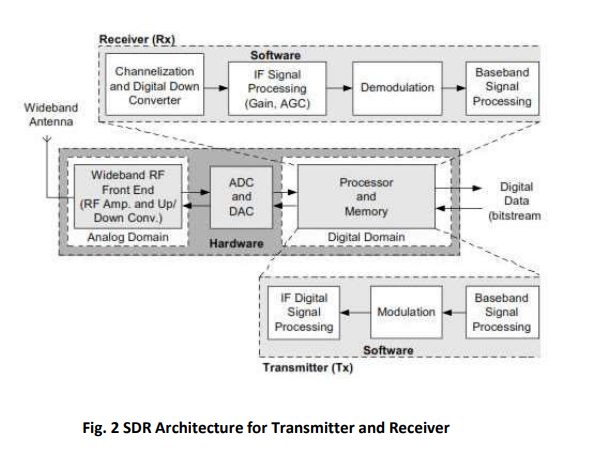 Receiver (Rx)
Software
Channelization
and Digital Down
Converter
IF Signal
Processing
(Gain, AGC)
Demodulation
Baseband
Signal
Processing
Wideband
Antenna
Wideband RF
Front End
(RF Amp. and Up/
Down Conv.)
Analog Domain
ADC
and
DAC
Hardware
Processor
and
Memory
Digital Domain
Digital
Data
(bitstream
IF Digital
Signal
Processing
Modulation
Baseband
Signal
Processing
Software
Transmitter (Tx)
Fig. 2 SDR Architecture for Transmitter and Receiver